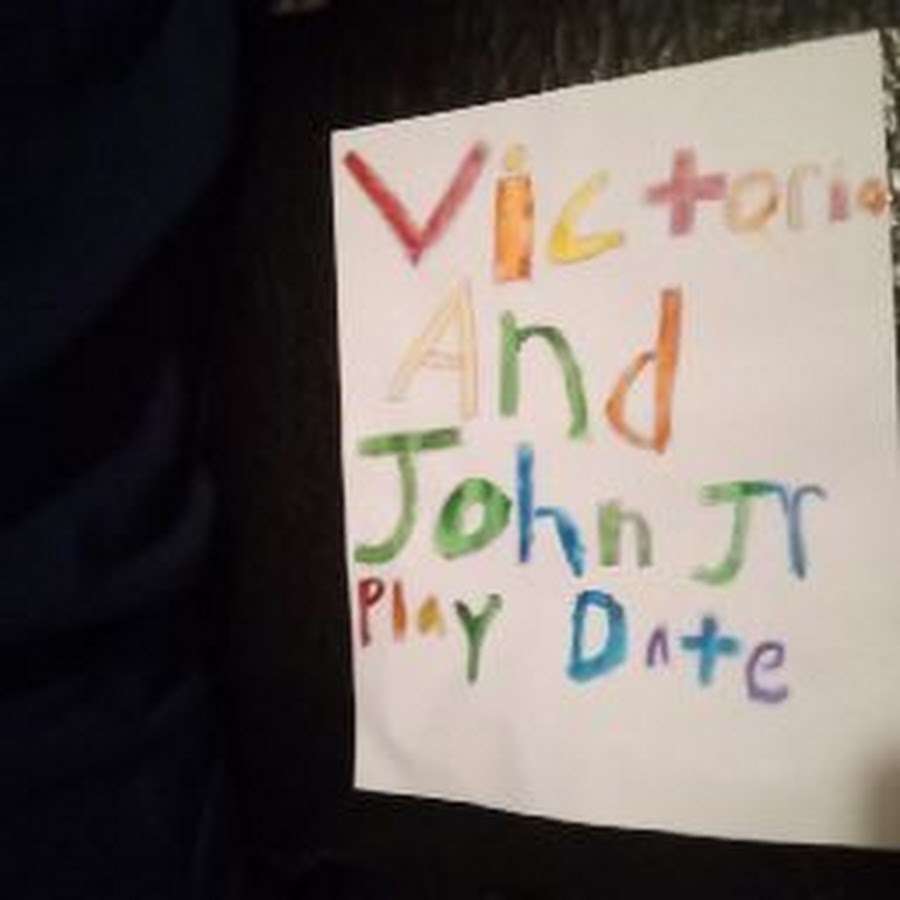 Victoria
And
John Jr
Play Date